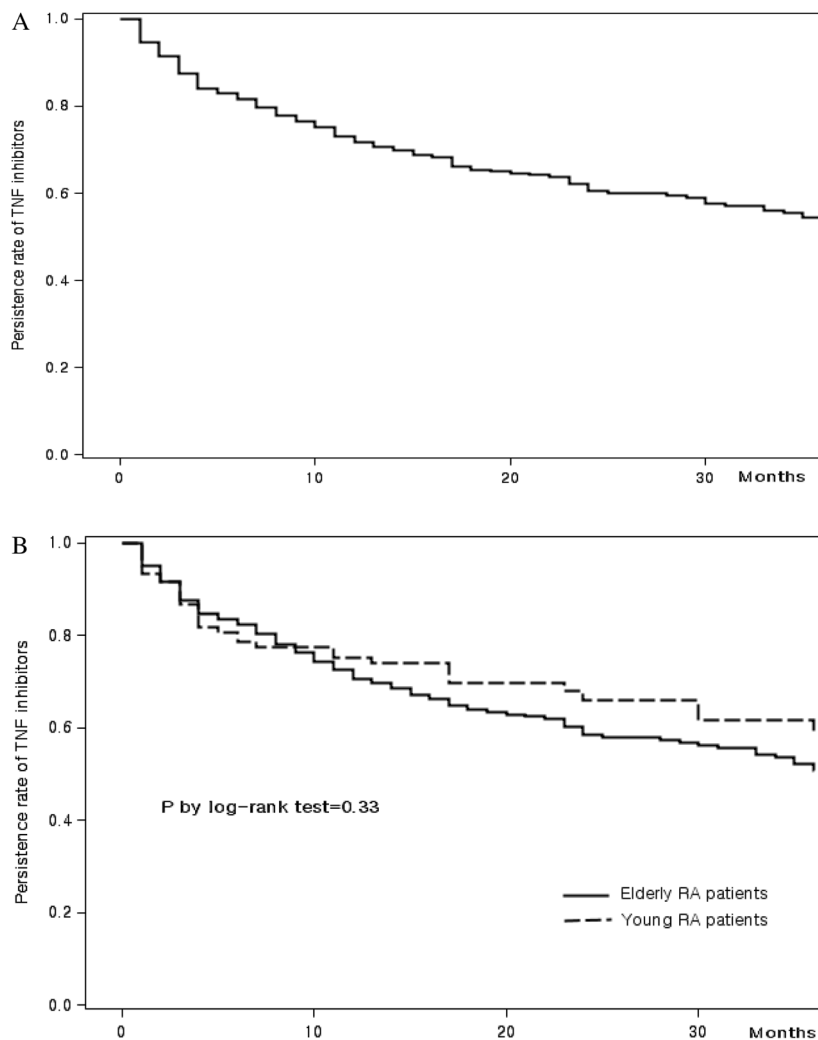 A
Persistence rate of TNF inhibitors
1.0
0.8
0.6
0.4
0.2
0.0
0 10 20 30 Months
B
Persistence rate of TNF inhibitors
1.0
0.8
0.6
0.4
0.2
0.0
P by log-rank test=0.33
Elderly RA patients
Young RA patients
0 10 20 30 Months